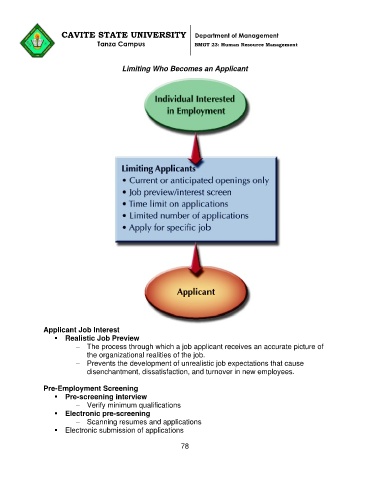 CAVITE STATE UNIVERSITY
Tanza Campus
Department of Management
BMGT 23: Human Resource Management
Limiting Who Becomes an Applicant
Individual Interested
in Employment
Limiting Applicants
• Current or anticipated openings only
• Job preview/interest screen
• Time limit on applications
• Limited number of applications
• Apply for specific job
Applicant
Applicant Job Interest
▪ Realistic Job Preview
– The process through which a job applicant receives an accurate picture of
the organizational realities of the job.
– Prevents the development of unrealistic job expectations that cause
disenchantment, dissatisfaction, and turnover in new employees.
Pre-Employment Screening
▪ Pre-screening interview
– Verify minimum qualifications
▪ Electronic pre-screening
– Scanning resumes and applications
▪ Electronic submission of applications
78